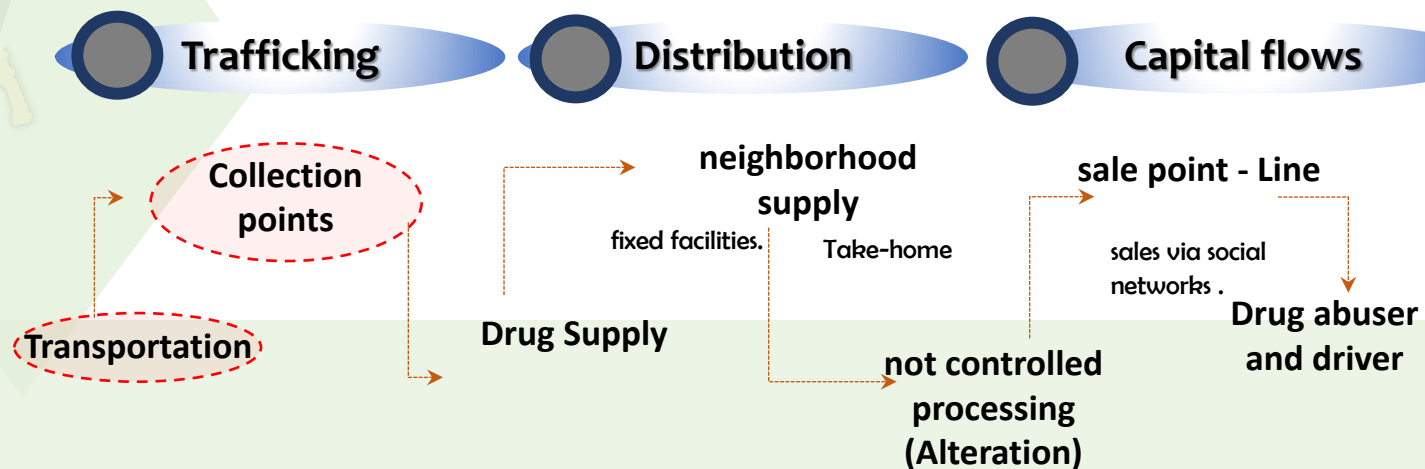 Trafficking
Distribution
Capital flows
Transportation
Collection
points
Drug Supply
neighborhood
supply
fixed facilities.
Take-home
not controlled
processing
(Alteration)
sale point - Line
sales via social
networks .
Drug abuser
and driver